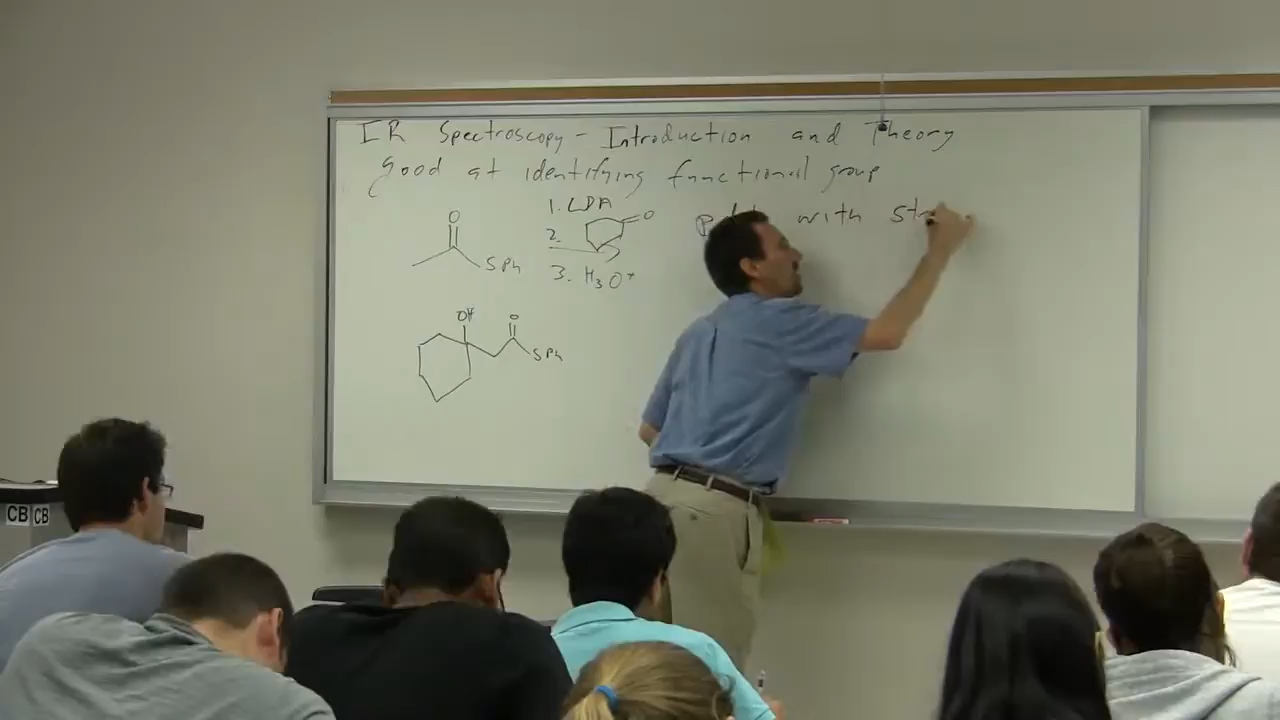 IR Spectroscopy - Introduction and Theory
Good at identifying functional group
1. LDA
2. O
3. H3O+
O
SPh
with
OH
O
SPh
CB CB